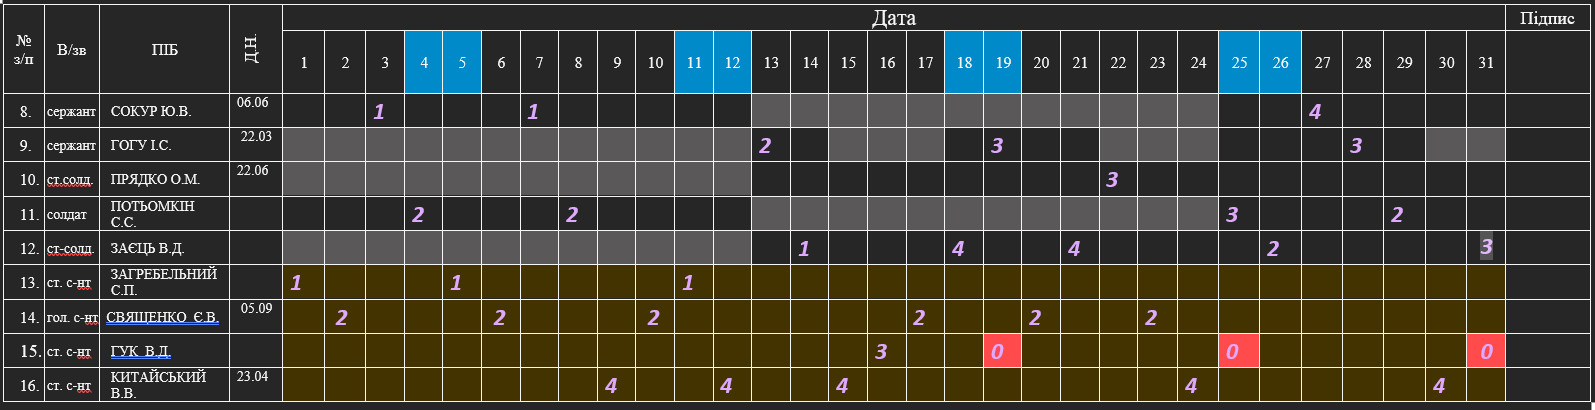 № з/п В/зв ПІБ Д.Н. Дата Підпис
1 2 3 4 5 6 7 8 9 10 11 12 13 14 15 16 17 18 19 20 21 22 23 24 25 26 27 28 29 30 31
8. сержант СОКУР Ю.В. 06.06 1 1 4
9. сержант ГОГУ І.С. 22.03 2 3 3
10. ст.солд. ПРЯДКО О.М. 22.06 3
11. солдат ПОТЬОМКІН С.С. 2 2 3 2
12. ст-солд. ЗАЄЦЬ В.Д. 1 4 4 2 3
13. ст. с-нт ЗАГРЕБЕЛЬНИЙ С.П. 1 1 1
14. гол. с-нт СВЯЩЕНКО Є.В. 05.09 2 2 2 2 2 2
15. ст. с-нт ГУК В.Д. 3 0 0 0
16. ст. с-нт КИТАЙСЬКИЙ В.В. 23.04 4 4 4 4 4